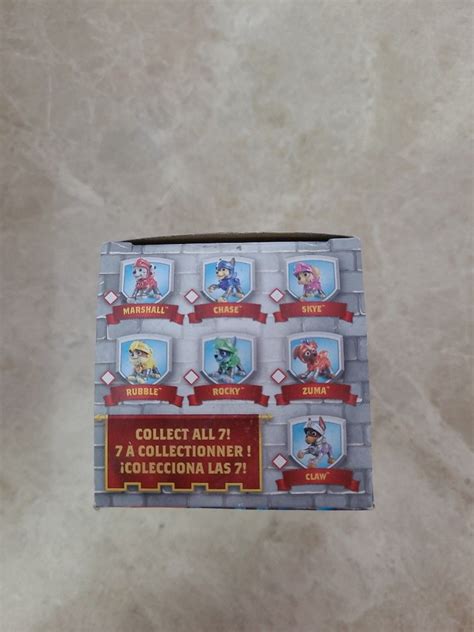 MARSHALL™ CHASE™ SKYE™
RUBBLE™ ROCKY™ ZUMA™
COLLECT ALL 7!
7 À COLLECTIONNER !
¡COLECCIONA LAS 7!
CLAW™